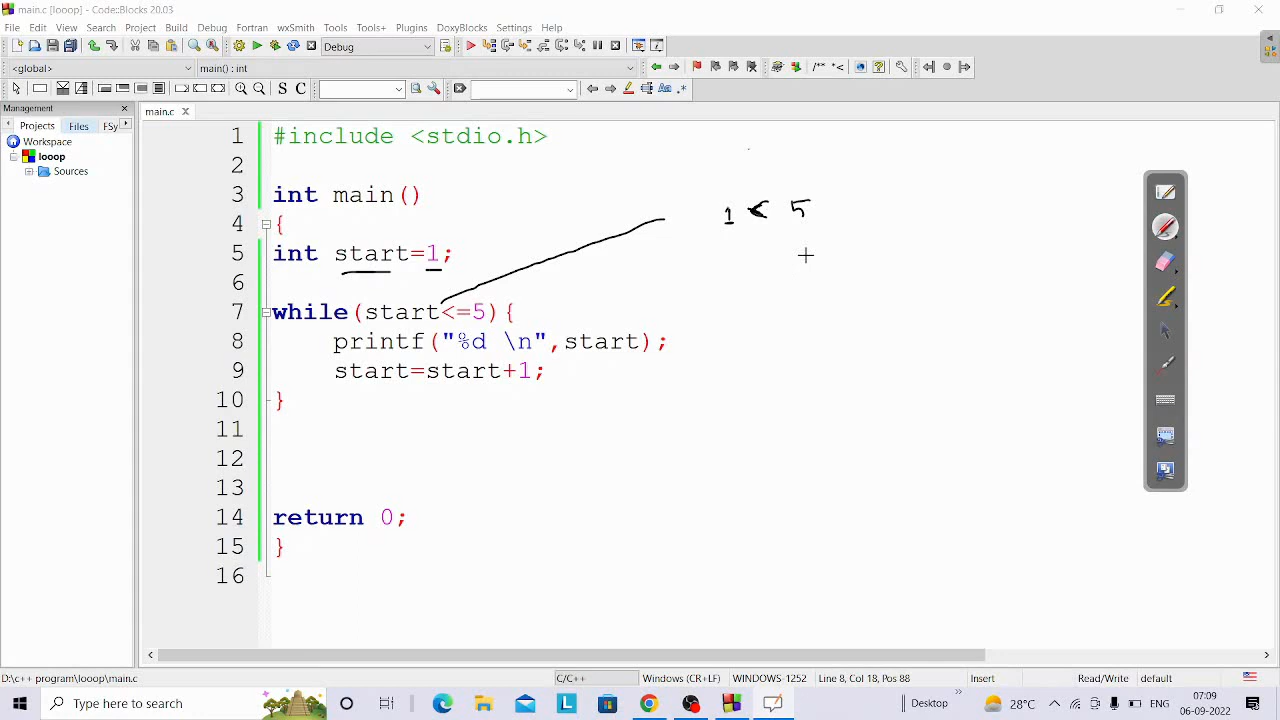 main.c [looop] - Code::Blocks 20.03
File Edit View Search Project Build Debug Fortran wxSmith Tools Tools+ Plugins DoxyBlocks Settings Help
Debug
<global> main() : int
/** *<
S C Aa .*
Management
main.c
Projects Files FSy
Workspace
looop
Sources
1 #include <stdio.h>
2
3 int main()
4 {
5 int start=1;
6
7 while(start<=5){
8 printf("%d \n",start);
9 start=start+1;
10 }
11
12
13
14 return 0;
15 }
16
1 < 5
D:\c++ program\looop\main.c C/C++ Windows (CR+LF) WINDOWS-1252 Line 8, Col 18, Pos 88 Insert Read/Write default
Type here to search
L
Desktop
28°C
ENG
07:09
06-09-2022